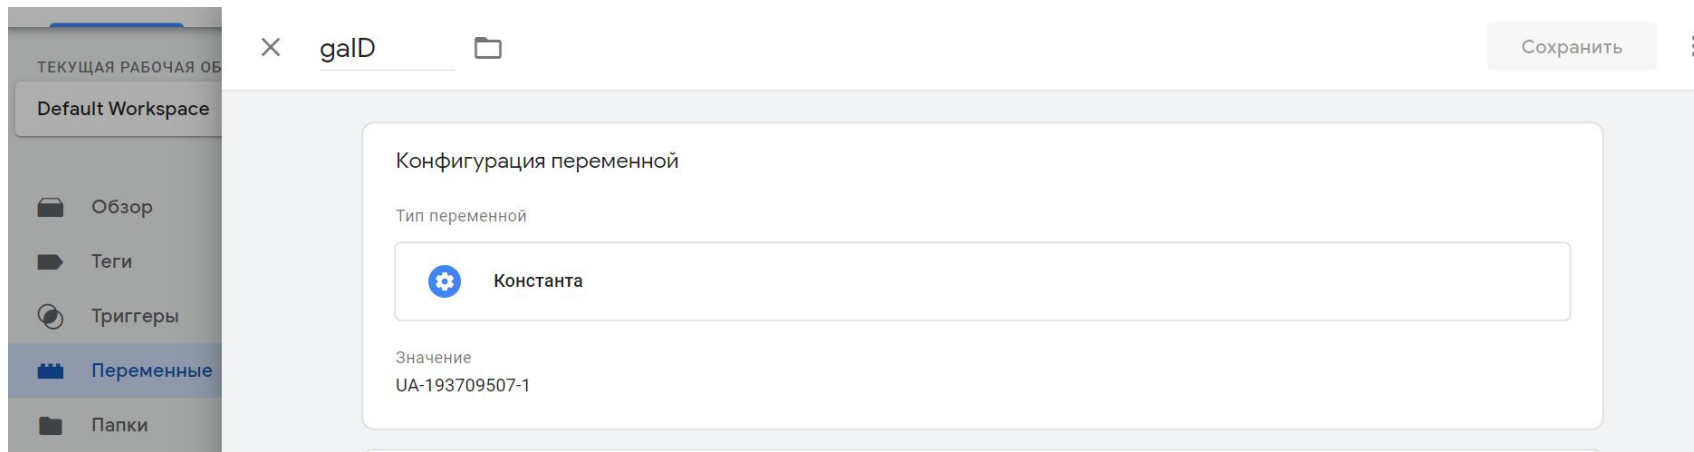 gaID
Сохранить
ТЕКУЩАЯ РАБОЧАЯ ОБ
Default Workspace
Обзор
Теги
Триггеры
Переменные
Папки
Конфигурация переменной
Тип переменной
Константа
Значение
UA-193709507-1